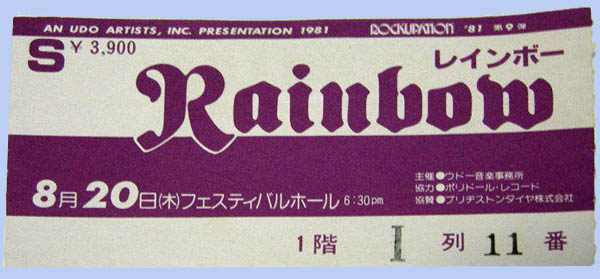 AN UDO ARTISTS, INC. PRESENTATION 1981 ROCKUPATION '81 第9弾
S ¥3,900
レインボー
Rainbow
8月20日(木)フェスティバルホール 6:30pm
主催●ウドー音楽事務所
協力●ポリドール・レコード
協賛●ブリヂストンタイヤ株式会社
1階 I 列 11 番